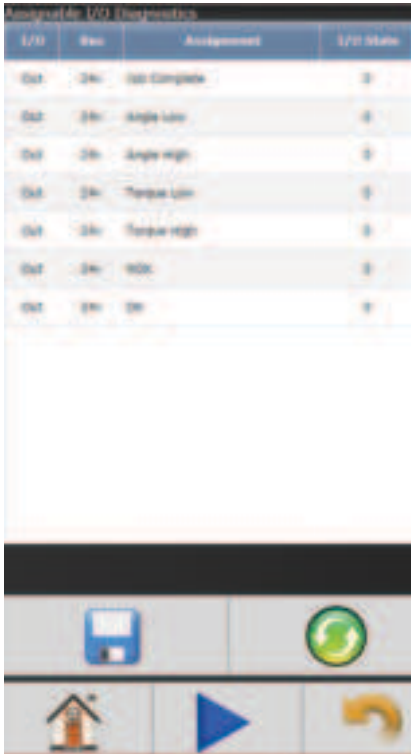 Assignable I/O Diagnostics
I/O Bus Assignment I/O State
Out 24v Job Complete 0
Out 24v Angle Low 0
Out 24v Angle High 0
Out 24v Torque Low 0
Out 24v Torque High 0
Out 24v NOK 0
Out 24v OK 0